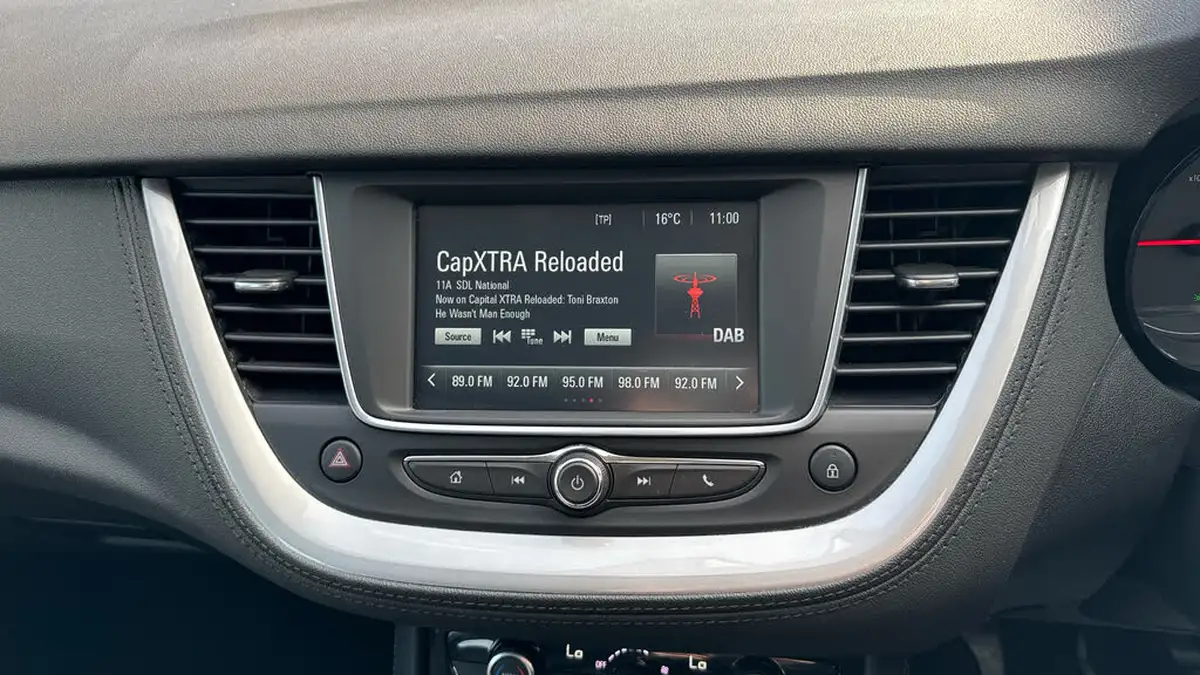 [TP] 16°C 11:00
CapXTRA Reloaded
11A SDL National
Now on Capital XTRA Reloaded: Toni Braxton
He Wasn't Man Enough
Source Tune Menu
DAB
89.0 FM 92.0 FM 95.0 FM 98.0 FM 92.0 FM
Lo OFF Lo